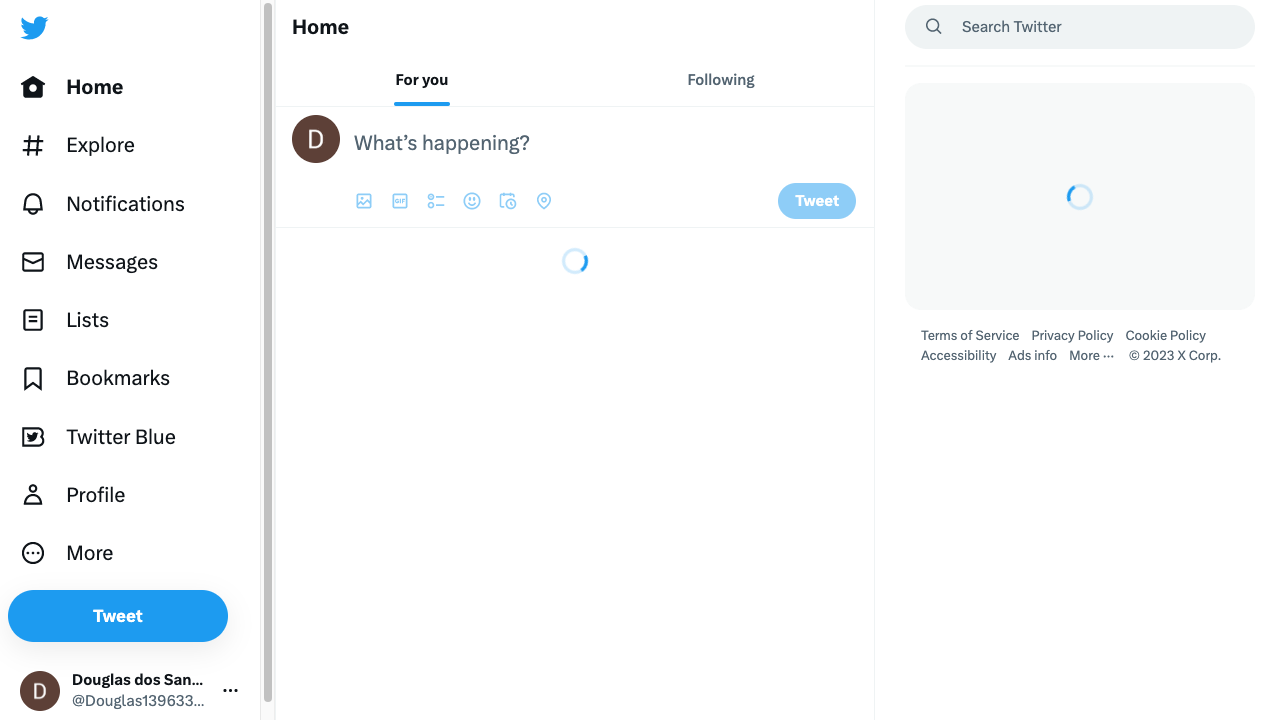 Home
Explore
Notifications
Messages
Lists
Bookmarks
Twitter Blue
Profile
More
Tweet
D
Douglas dos San...
@Douglas139633...
Home
For you
Following
D
What’s happening?
GIF
Tweet
Search Twitter
Terms of Service Privacy Policy Cookie Policy
Accessibility Ads info More ··· © 2023 X Corp.